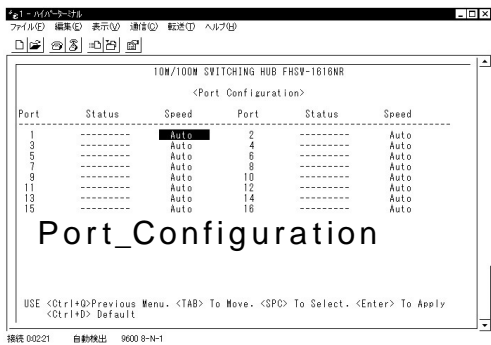 1 - ハイパーターミナル
ファイル(F) 編集(E) 表示(V) 通信(C) 転送(T) ヘルプ(H)
10M/100M SWITCHING HUB FHSW-1616NR
<Port Configuration>
Port Status Speed Port Status Speed
1 --------- Auto 2 --------- Auto
3 --------- Auto 4 --------- Auto
5 --------- Auto 6 --------- Auto
7 --------- Auto 8 --------- Auto
9 --------- Auto 10 --------- Auto
11 --------- Auto 12 --------- Auto
13 --------- Auto 14 --------- Auto
15 --------- Auto 16 --------- Auto
Port_Configuration
USE <Ctrl+Q>Previous Menu. <TAB> To Move. <SPC> To Select. <Enter> To Apply
<Ctrl+D> Default
接続 0:02:21 自動検出 9600 8-N-1